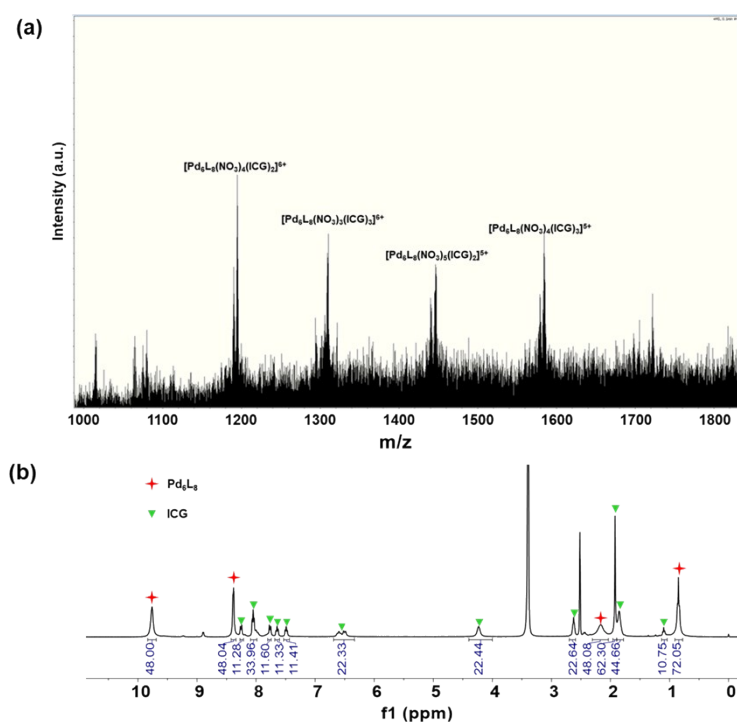 (a)
Intensity (a.u.)
[Pd₆L₈(NO₃)₄(ICG)₂]⁶⁺
[Pd₆L₈(NO₃)₃(ICG)₃]⁶⁺
[Pd₆L₈(NO₃)₅(ICG)₂]⁵⁺
[Pd₆L₈(NO₃)₄(ICG)₃]⁵⁺
1000 1100 1200 1300 1400 1500 1600 1700 1800
m/z
(b)
Pd₆L₈
ICG
48.00 48.04 11.28 33.96 11.60 11.33 11.41 22.33 22.44 22.64 48.08 62.30 44.66 10.75 72.05
10 9 8 7 6 5 4 3 2 1 0
f1 (ppm)